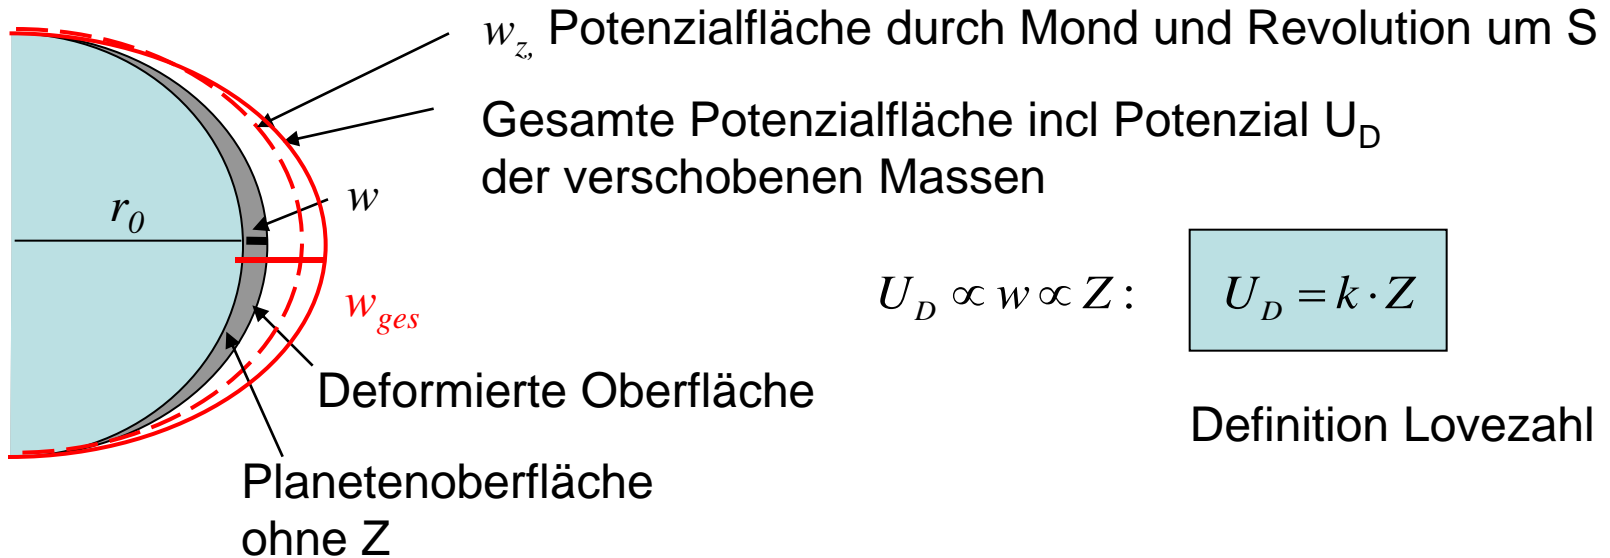 w_z, Potenzialfläche durch Mond und Revolution um S
Gesamte Potenzialfläche incl Potenzial U_D
der verschobenen Massen
w
r_0
w_ges
U_D ∝ w ∝ Z :
U_D = k · Z
Deformierte Oberfläche
Definition Lovezahl
Planetenoberfläche
ohne Z